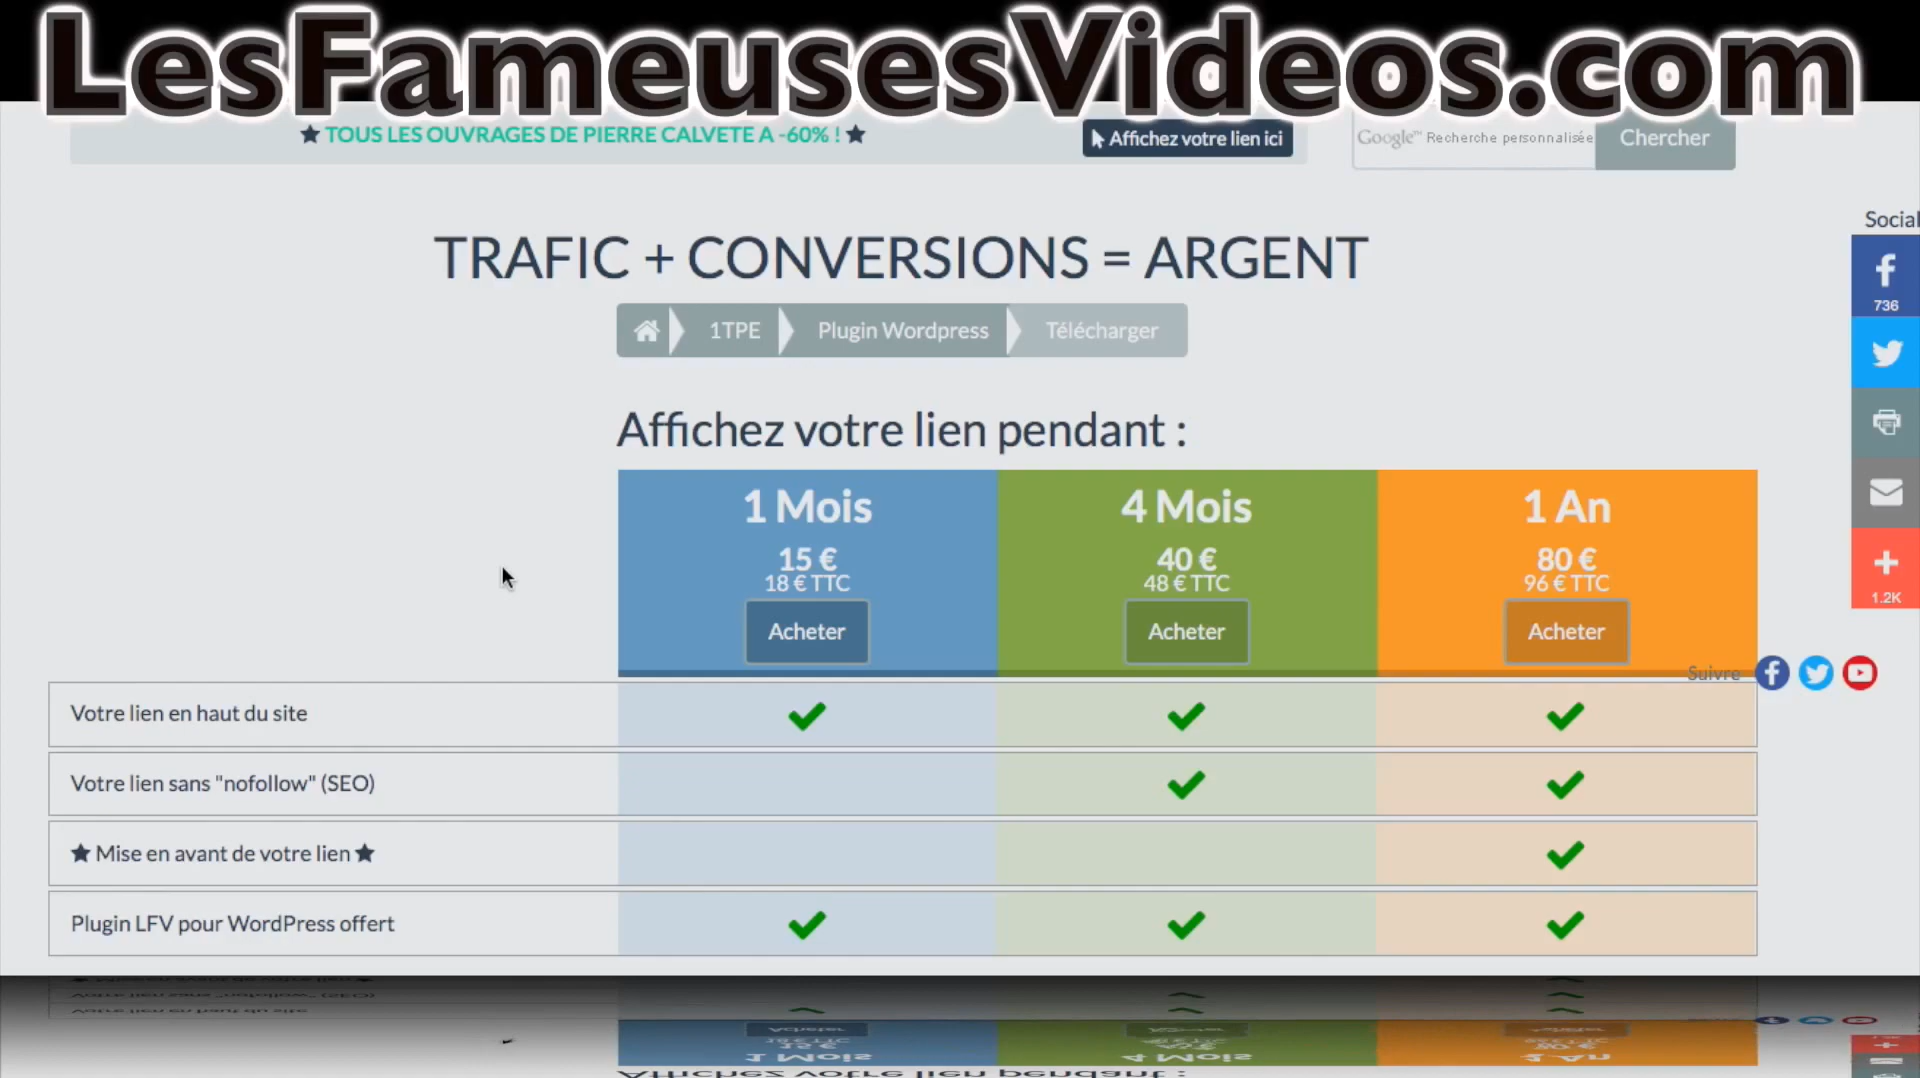 LesFameusesVideos.com
★ TOUS LES OUVRAGES DE PIERRE CALVETE A -60% ! ★
Affichez votre lien ici
Google™ Recherche personnalisée
Chercher
Social
TRAFIC + CONVERSIONS = ARGENT
736
1TPE
Plugin Wordpress
Télécharger
Affichez votre lien pendant :
1 Mois
4 Mois
1 An
15 €
40 €
80 €
18 € TTC
48 € TTC
96 € TTC
1.2K
Acheter
Acheter
Acheter
Suivre
Votre lien en haut du site
Votre lien sans "nofollow" (SEO)
★ Mise en avant de votre lien ★
Plugin LFV pour WordPress offert